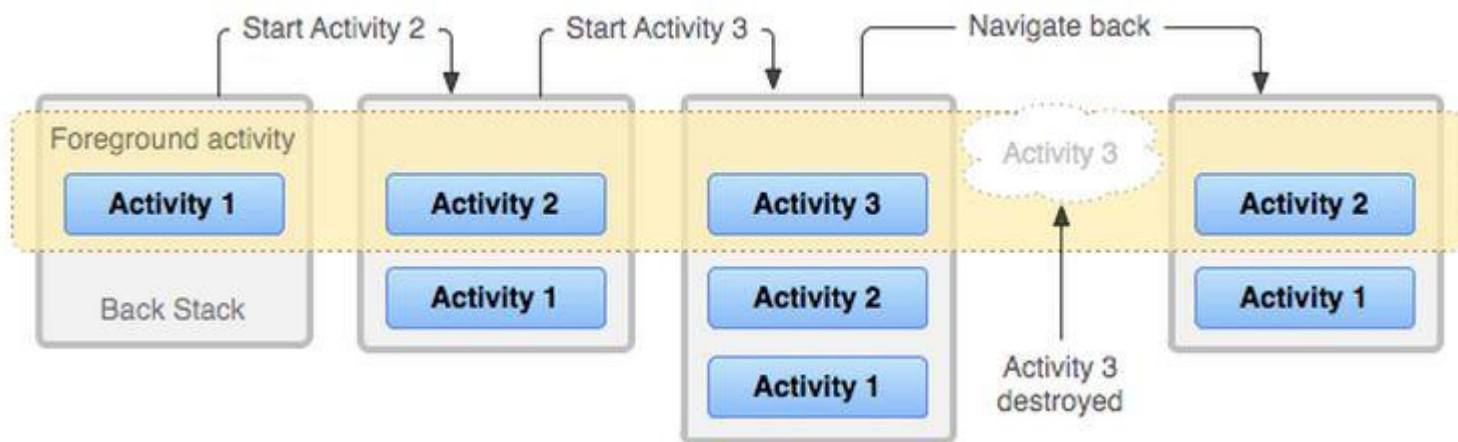 Start Activity 2
Start Activity 3
Navigate back
Foreground activity
Activity 3
Activity 1
Activity 2
Activity 3
Activity 2
Back Stack
Activity 1
Activity 2
Activity 1
Activity 1
Activity 3
destroyed